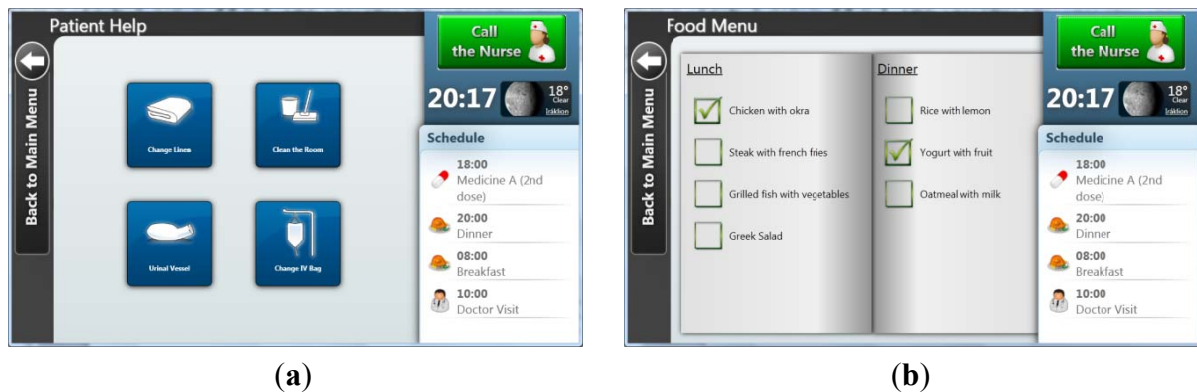 Patient Help
Back to Main Menu
Change Linen
Clean the Room
Urinal Vessel
Change IV Bag
Call
the Nurse
20:17
18°
Clear
Iráklion
Schedule
18:00
Medicine A (2nd
dose)
20:00
Dinner
08:00
Breakfast
10:00
Doctor Visit
(a)
Food Menu
Back to Main Menu
Lunch
Chicken with okra
Steak with french fries
Grilled fish with vegetables
Greek Salad
Dinner
Rice with lemon
Yogurt with fruit
Oatmeal with milk
Call
the Nurse
20:17
18°
Clear
Iráklion
Schedule
18:00
Medicine A (2nd
dose)
20:00
Dinner
08:00
Breakfast
10:00
Doctor Visit
(b)